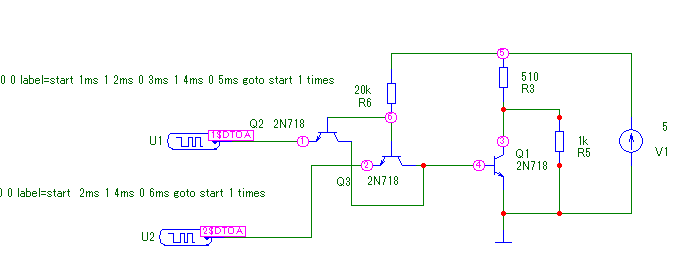 5
0 0 label=start 1ms 1 2ms 0 3ms 1 4ms 0 5ms goto start 1 times
20k
R6
510
R3
6
Q2 2N718
1$DTOA
U1
1
3
1k
R5
5
V1
2
4
Q1
2N718
Q3 2N718
0 0 label=start 2ms 1 4ms 0 6ms goto start 1 times
2$DTOA
U2